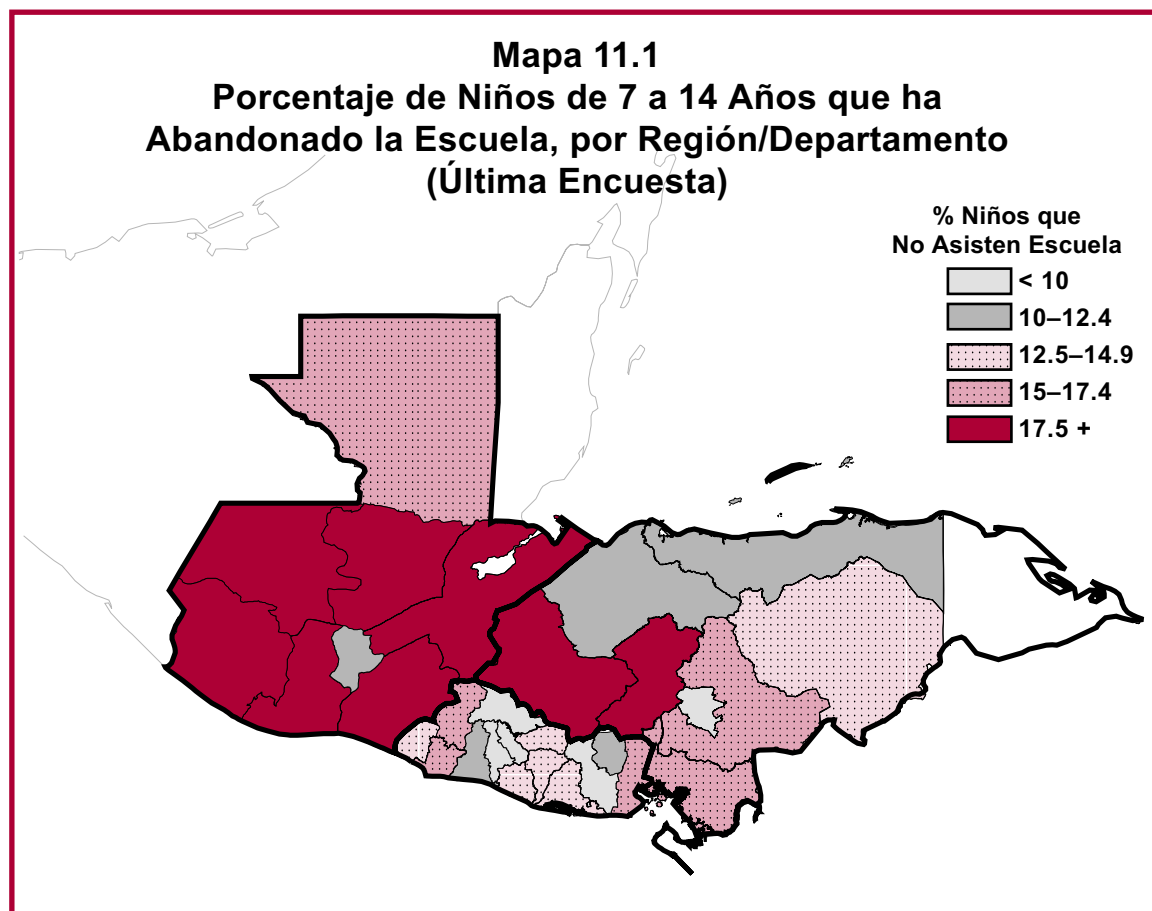 Mapa 11.1
Porcentaje de Niños de 7 a 14 Años que ha
Abandonado la Escuela, por Región/Departamento
(Última Encuesta)
% Niños que
No Asisten Escuela
< 10
10–12.4
12.5–14.9
15–17.4
17.5 +